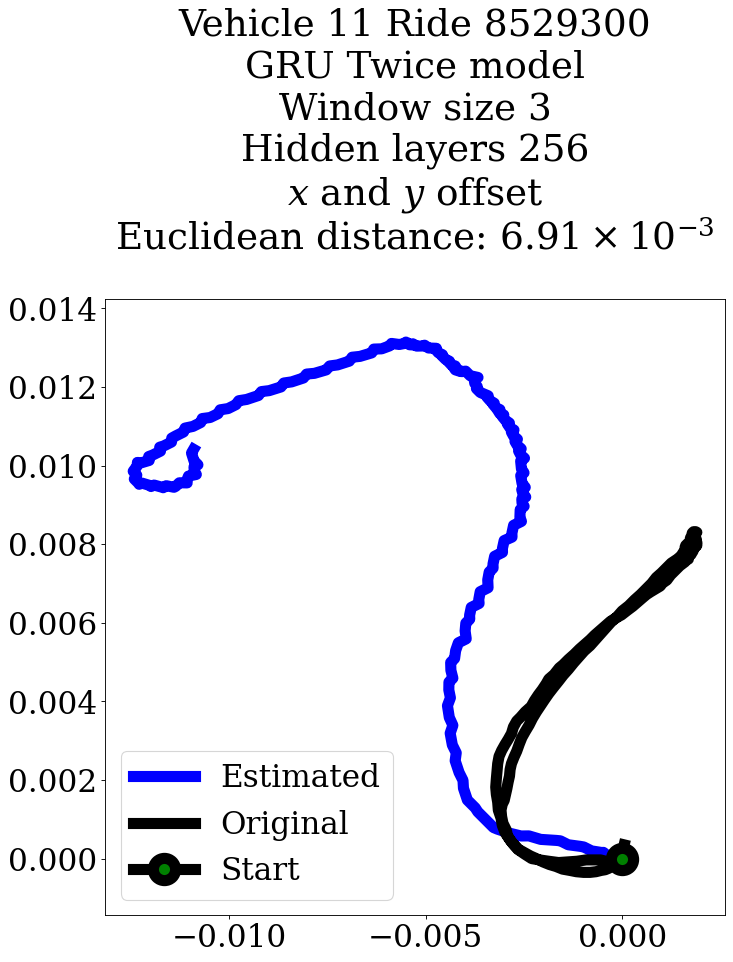 Vehicle 11 Ride 8529300
GRU Twice model
Window size 3
Hidden layers 256
x and y offset
Euclidean distance: 6.91 × 10⁻³
0.014
0.012
0.010
0.008
0.006
0.004
0.002
0.000
Estimated
Original
Start
−0.010 −0.005 0.000